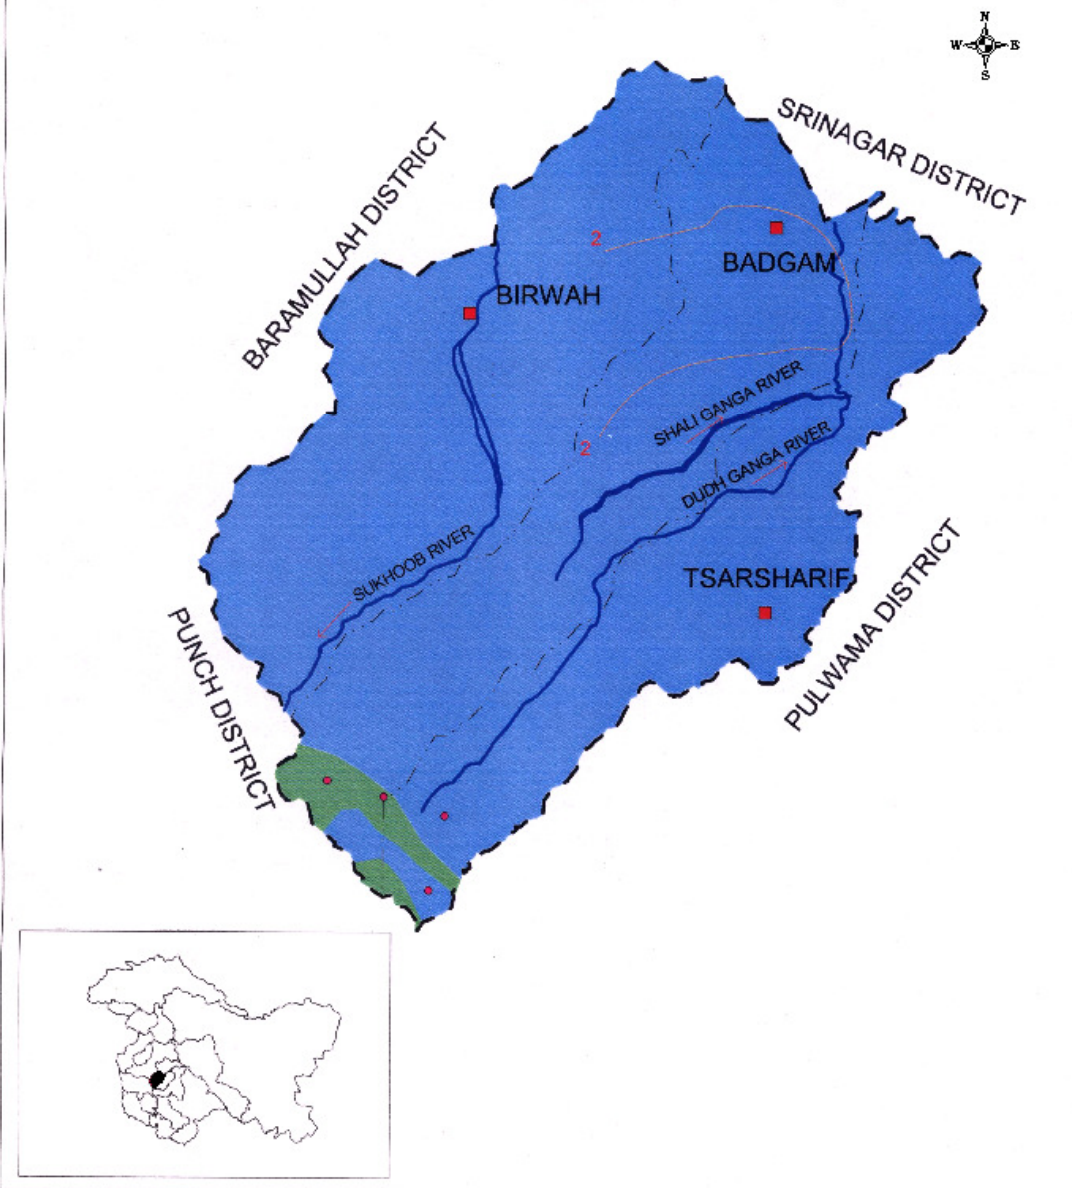 N
W E
S
SRINAGAR DISTRICT
BARAMULLAH DISTRICT
2
BADGAM
BIRWAH
SHALI GANGA RIVER
2
DUDH GANGA RIVER
SUKHOOB RIVER
TSARSHARIF
PULWAMA DISTRICT
PUNCH DISTRICT